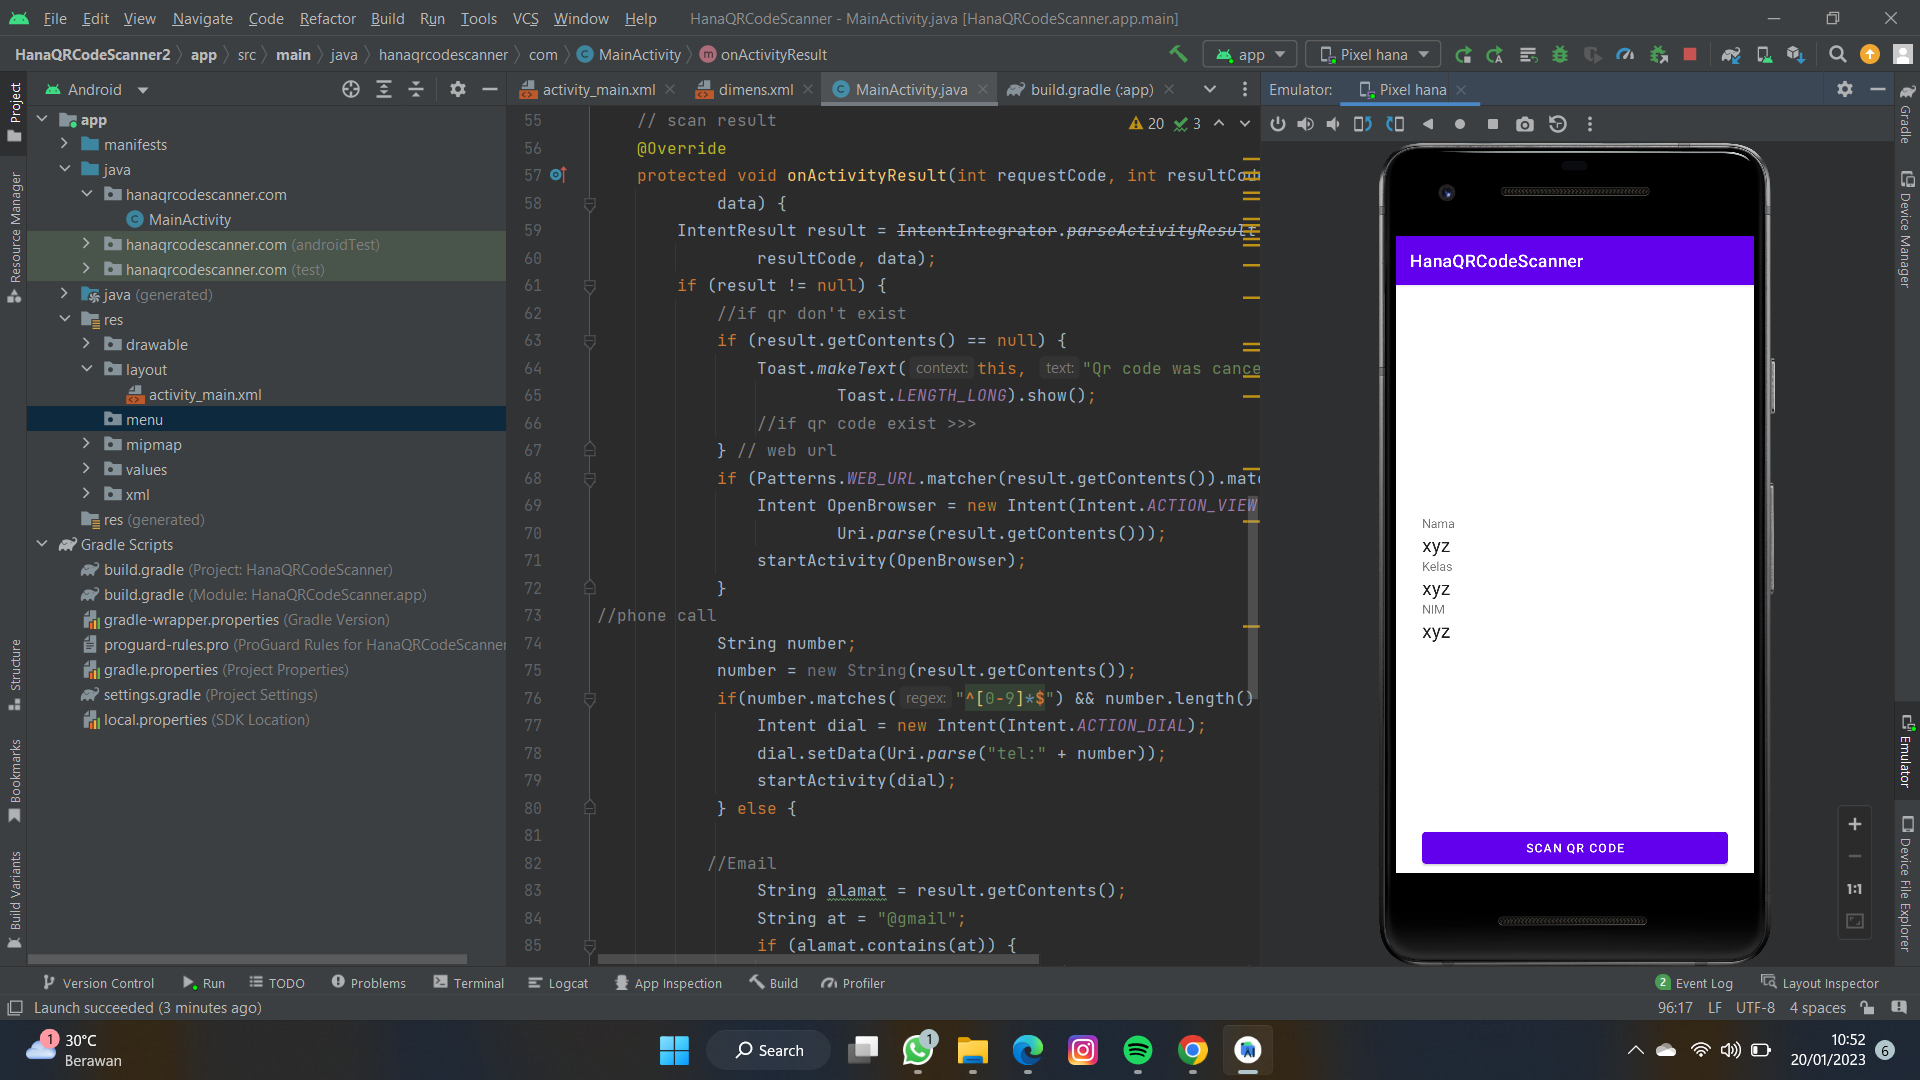 File Edit View Navigate Code Refactor Build Run Tools VCS Window Help HanaQRCodeScanner - MainActivity.java [HanaQRCodeScanner.app.main]
HanaQRCodeScanner2 app src main java hanaqrcodescanner com MainActivity onActivityResult app Pixel hana
Android
activity_main.xml dimens.xml MainActivity.java build.gradle (:app)
Emulator: Pixel hana
Project
Resource Manager
Structure
Bookmarks
Build Variants
app
manifests
java
hanaqrcodescanner.com
MainActivity
hanaqrcodescanner.com (androidTest)
hanaqrcodescanner.com (test)
java (generated)
res
drawable
layout
activity_main.xml
menu
mipmap
values
xml
res (generated)
Gradle Scripts
build.gradle (Project: HanaQRCodeScanner)
build.gradle (Module: HanaQRCodeScanner.app)
gradle-wrapper.properties (Gradle Version)
proguard-rules.pro (ProGuard Rules for HanaQRCodeScanner
gradle.properties (Project Properties)
settings.gradle (Project Settings)
local.properties (SDK Location)
20 3
55 // scan result
56 @Override
57 protected void onActivityResult(int requestCode, int resultCod
58 data) {
59 IntentResult result = IntentIntegrator.parseActivityResult
60 resultCode, data);
61 if (result != null) {
62 //if qr don't exist
63 if (result.getContents() == null) {
64 Toast.makeText( context: this, text: "Qr code was cance
65 Toast.LENGTH_LONG).show();
66 //if qr code exist >>>
67 } // web url
68 if (Patterns.WEB_URL.matcher(result.getContents()).matc
69 Intent OpenBrowser = new Intent(Intent.ACTION_VIEW
70 Uri.parse(result.getContents()));
71 startActivity(OpenBrowser);
72 }
73 //phone call
74 String number;
75 number = new String(result.getContents());
76 if(number.matches( regex: "^[0-9]*$") && number.length()
77 Intent dial = new Intent(Intent.ACTION_DIAL);
78 dial.setData(Uri.parse("tel:" + number));
79 startActivity(dial);
80 } else {
81
82 //Email
83 String alamat = result.getContents();
84 String at = "@gmail";
85 if (alamat.contains(at)) {
HanaQRCodeScanner
Nama
xyz
Kelas
xyz
NIM
xyz
SCAN QR CODE
1:1
Gradle
Device Manager
Emulator
Device File Explorer
Version Control Run TODO Problems Terminal Logcat App Inspection Build Profiler 2 Event Log Layout Inspector
Launch succeeded (3 minutes ago) 96:17 LF UTF-8 4 spaces
1 30°C
Berawan
Search
1
10:52
20/01/2023
6